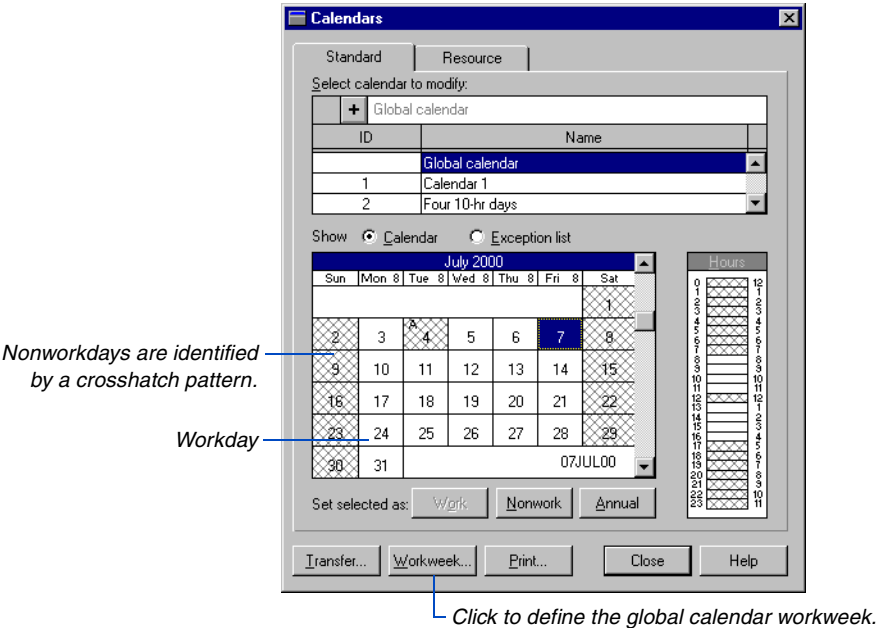 Calendars
Standard
Resource
Select calendar to modify:
+ Global calendar
ID Name
Global calendar
1 Calendar 1
2 Four 10-hr days
Show Calendar Exception list
July 2000
Sun Mon 8 Tue 8 Wed 8 Thu 8 Fri 8 Sat
1
2 3 A 4 5 6 7 8
9 10 11 12 13 14 15
16 17 18 19 20 21 22
23 24 25 26 27 28 29
30 31 07JUL00
Hours
0 12
1 1
2 2
3 3
4 4
5 5
6 6
7 7
8 8
9 9
10 10
11 11
12 12
13 1
14 2
15 3
16 4
17 5
18 6
19 7
20 8
21 9
22 10
23 11
Nonworkdays are identified
by a crosshatch pattern.
Workday
Set selected as: Work Nonwork Annual
Transfer... Workweek... Print... Close Help
Click to define the global calendar workweek.